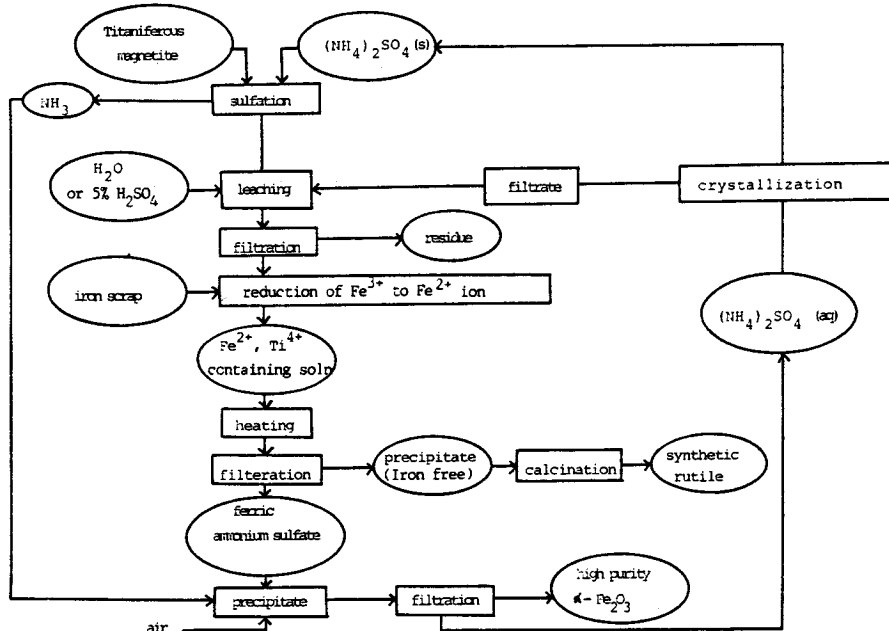 Titaniferous
magnetite
(NH4)2SO4(s)
NH3
sulfation
H2O
or 5% H2SO4
leaching
filtrate
crystallization
filtration
residue
iron scrap
reduction of Fe3+ to Fe2+ ion
(NH4)2SO4 (aq)
Fe2+, Ti4+
containing soln
heating
filteration
precipitate
(Iron free)
calcination
synthetic
rutile
ferric
ammonium sulfate
precipitate
filtration
high purity
α-Fe2O3
air